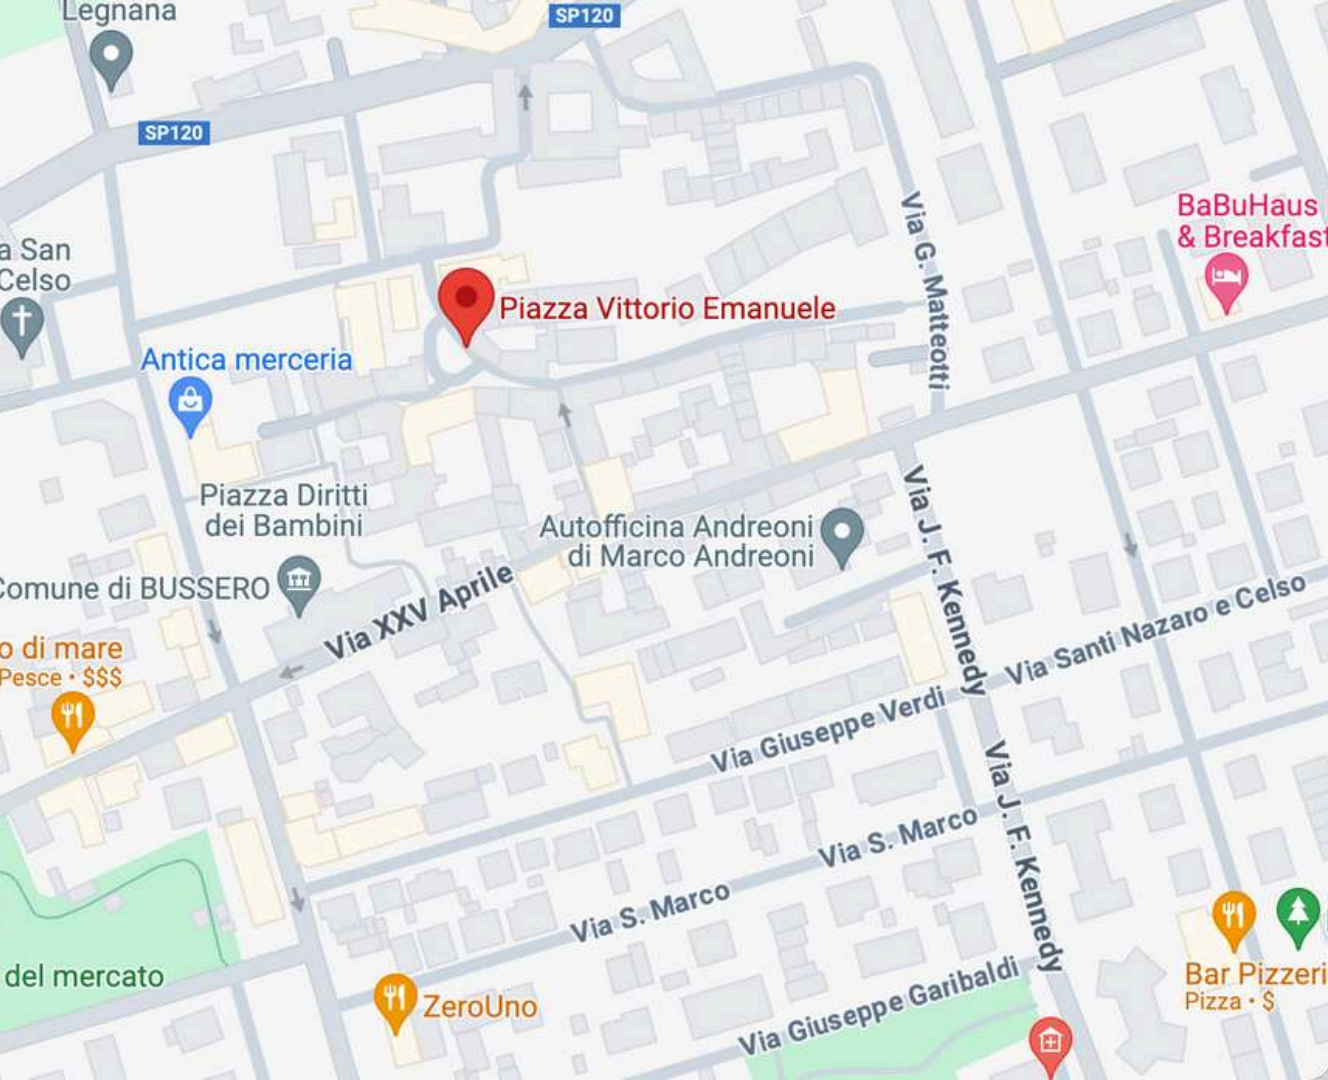 Legnana
SP120
SP120
Via G. Matteotti
BaBuHaus
& Breakfast
a San
Celso
Piazza Vittorio Emanuele
Antica merceria
Piazza Diritti
dei Bambini
Autofficina Andreoni
di Marco Andreoni
Via J. F. Kennedy
Comune di BUSSERO
Via XXV Aprile
Via Santi Nazaro e Celso
o di mare
Pesce • $$$
Via Giuseppe Verdi
Via J. F. Kennedy
Via S. Marco
Via S. Marco
del mercato
ZeroUno
Via Giuseppe Garibaldi
Bar Pizzeri
Pizza • $